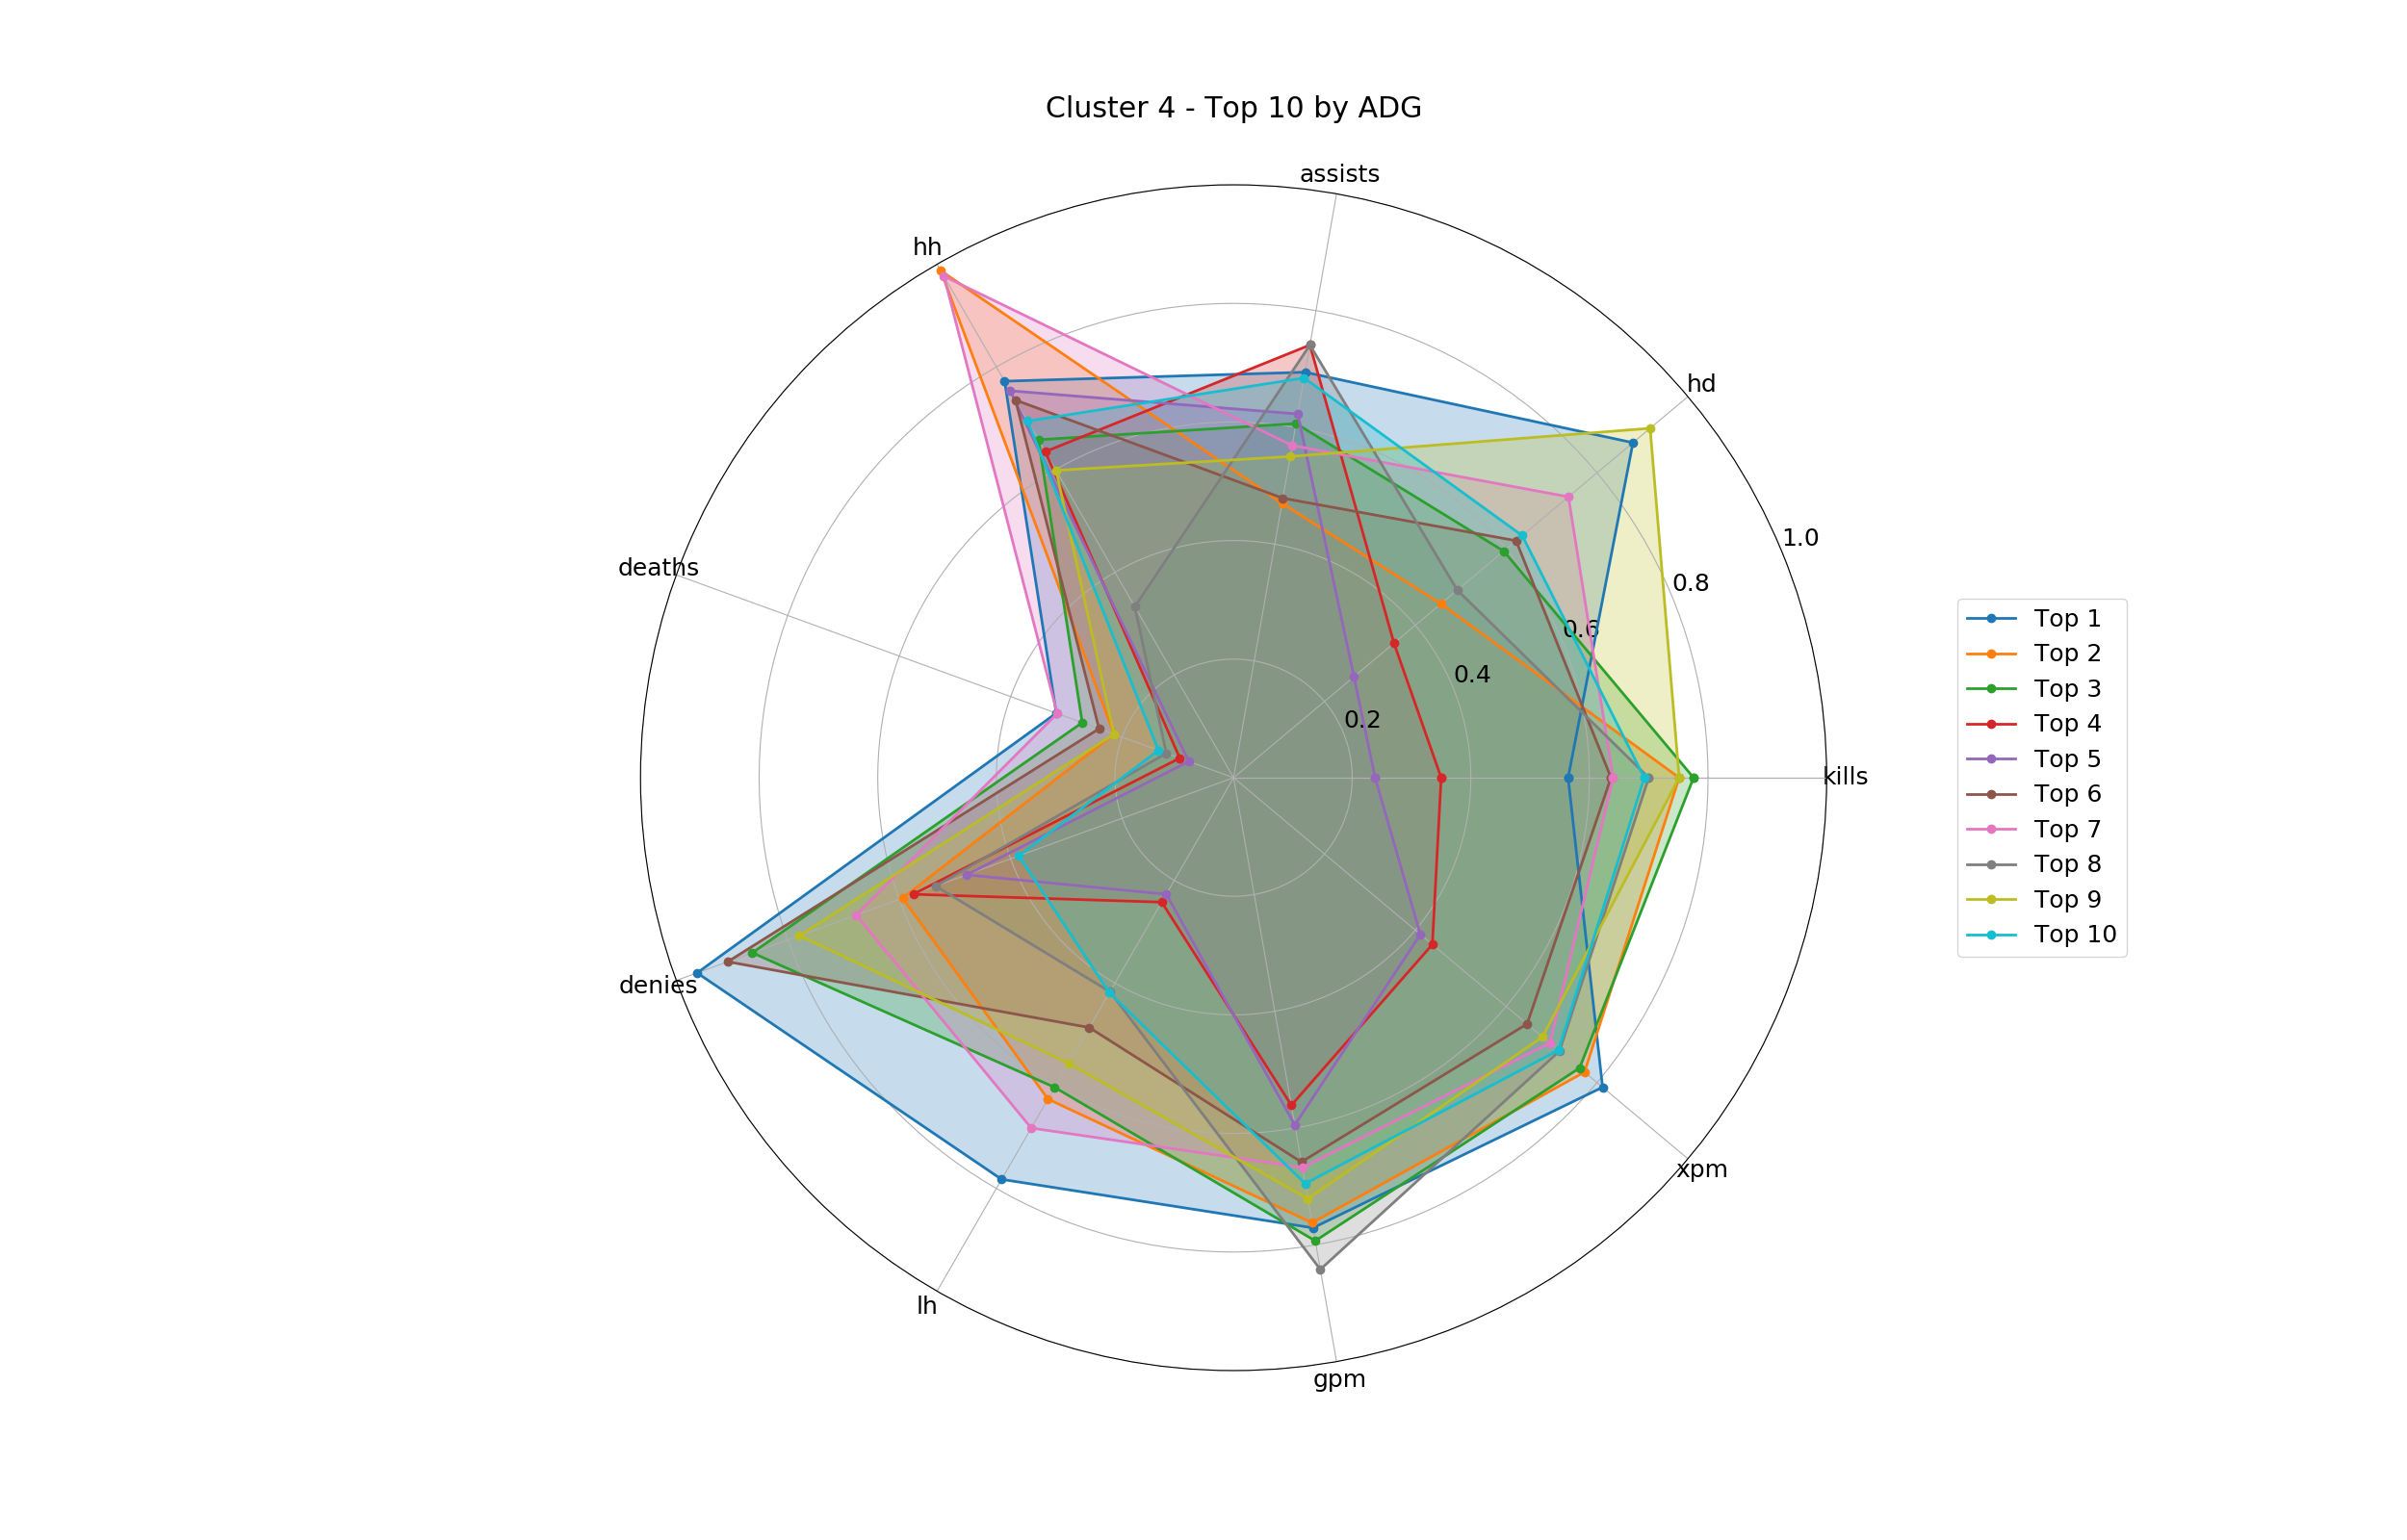 Cluster 4 - Top 10 by ADG
assists
hh
hd
1.0
deaths
0.8
0.6
0.4
0.2
kills
denies
xpm
lh
gpm
Top 1
Top 2
Top 3
Top 4
Top 5
Top 6
Top 7
Top 8
Top 9
Top 10